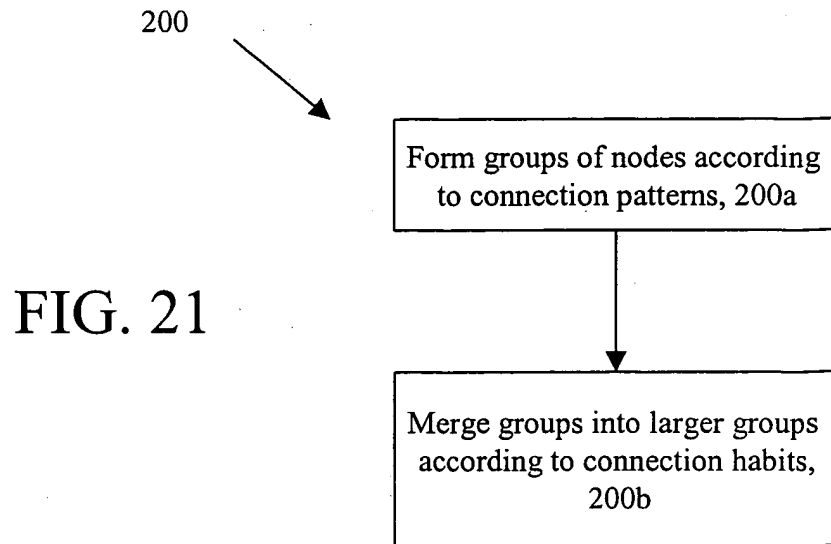 200
Form groups of nodes according
to connection patterns, 200a
FIG. 21
Merge groups into larger groups
according to connection habits,
200b